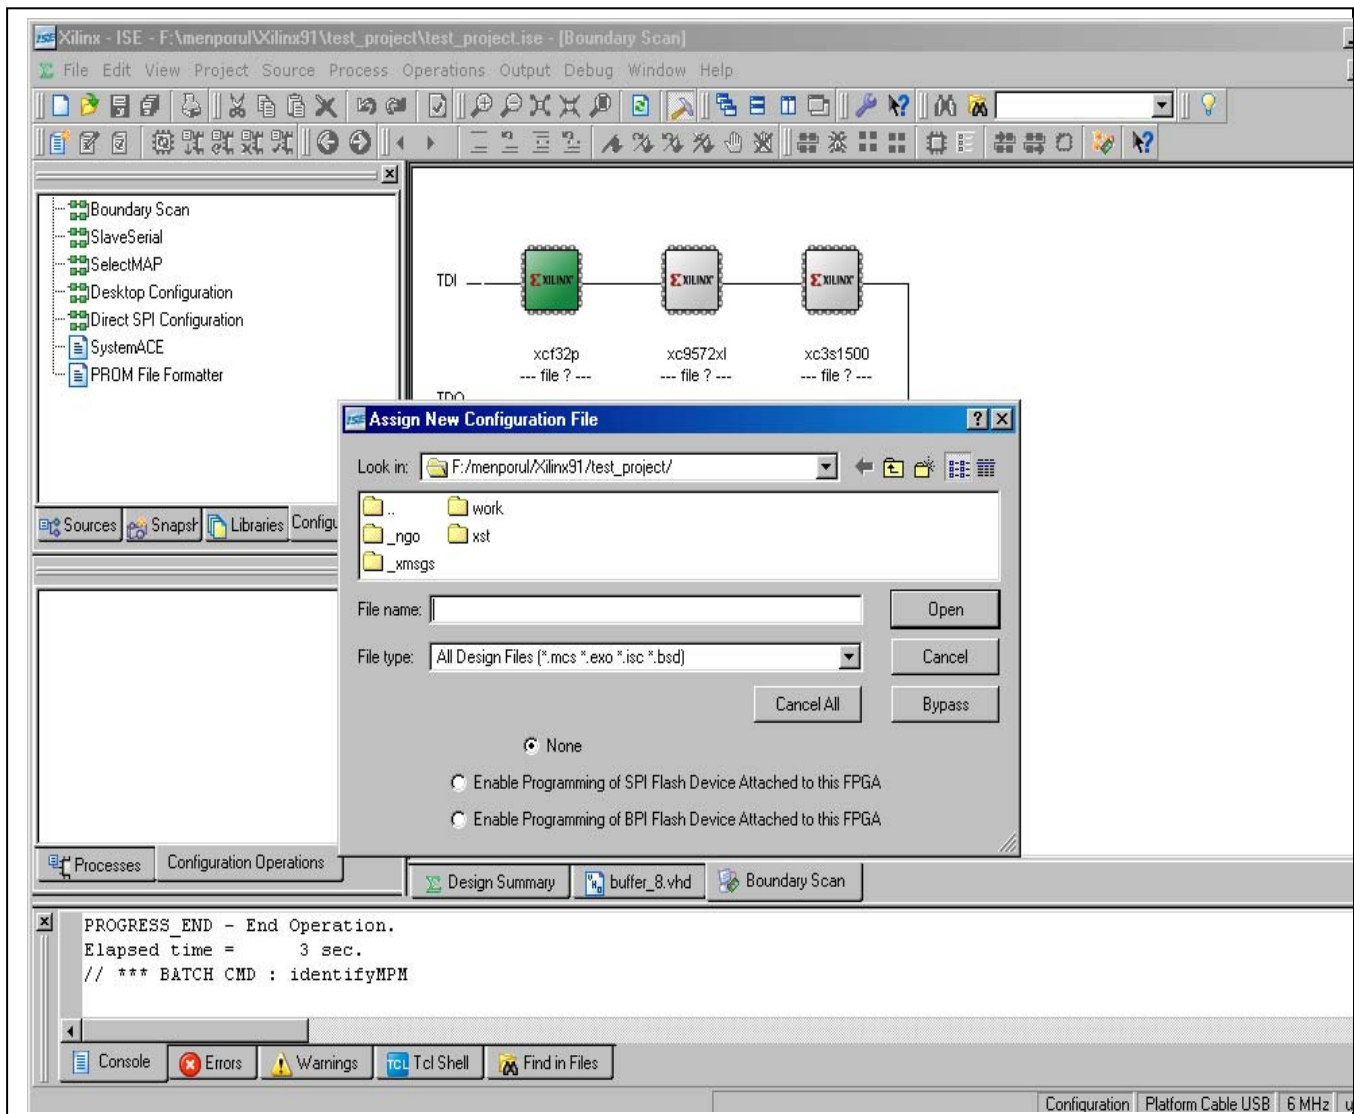 ISE Xilinx - ISE - F:\menporul\Xilinx91\test_project\test_project.ise - [Boundary Scan]
File Edit View Project Source Process Operations Output Debug Window Help
Boundary Scan
SlaveSerial
SelectMAP
Desktop Configuration
Direct SPI Configuration
SystemACE
PROM File Formatter
TDI
XILINX XILINX XILINX
xcf32p xc9572xl xc3s1500
--- file ? --- --- file ? --- --- file ? ---
TDO
Sources Snapsh Libraries Configu
ISE Assign New Configuration File
Look in: F:/menporul/Xilinx91/test_project/
.. work
_ngo xst
_xmsgs
File name: Open
File type: All Design Files (*.mcs *.exo *.isc *.bsd) Cancel
Cancel All Bypass
None
Enable Programming of SPI Flash Device Attached to this FPGA
Enable Programming of BPI Flash Device Attached to this FPGA
Processes Configuration Operations
Design Summary buffer_8.vhd Boundary Scan
PROGRESS_END - End Operation.
Elapsed time = 3 sec.
// *** BATCH CMD : identifyMPM
Console Errors Warnings TCL Tcl Shell Find in Files
Configuration Platform Cable USB 6 MHz